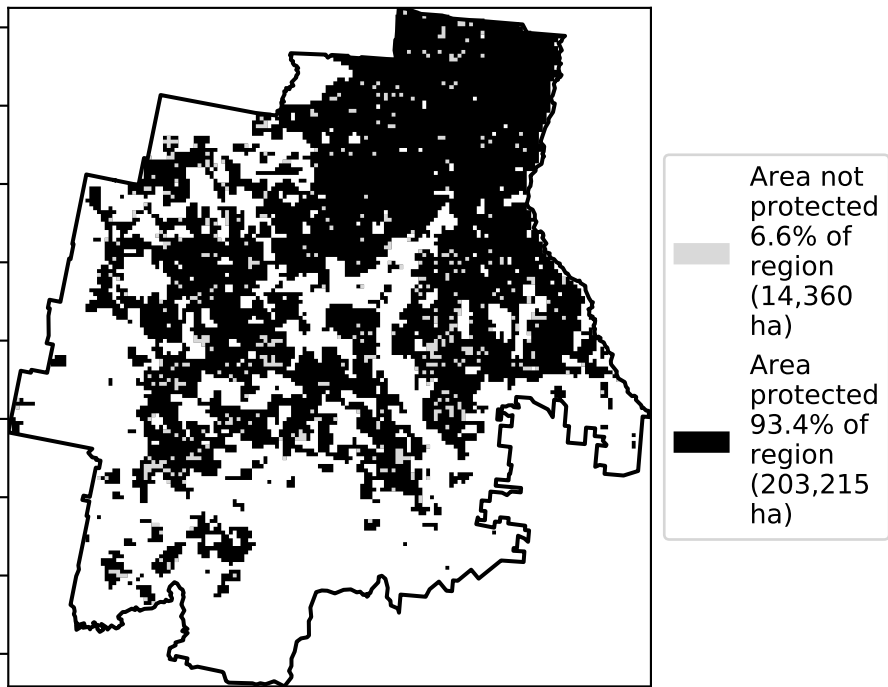 Area not
protected
6.6% of
region
(14,360
ha)
Area
protected
93.4% of
region
(203,215
ha)